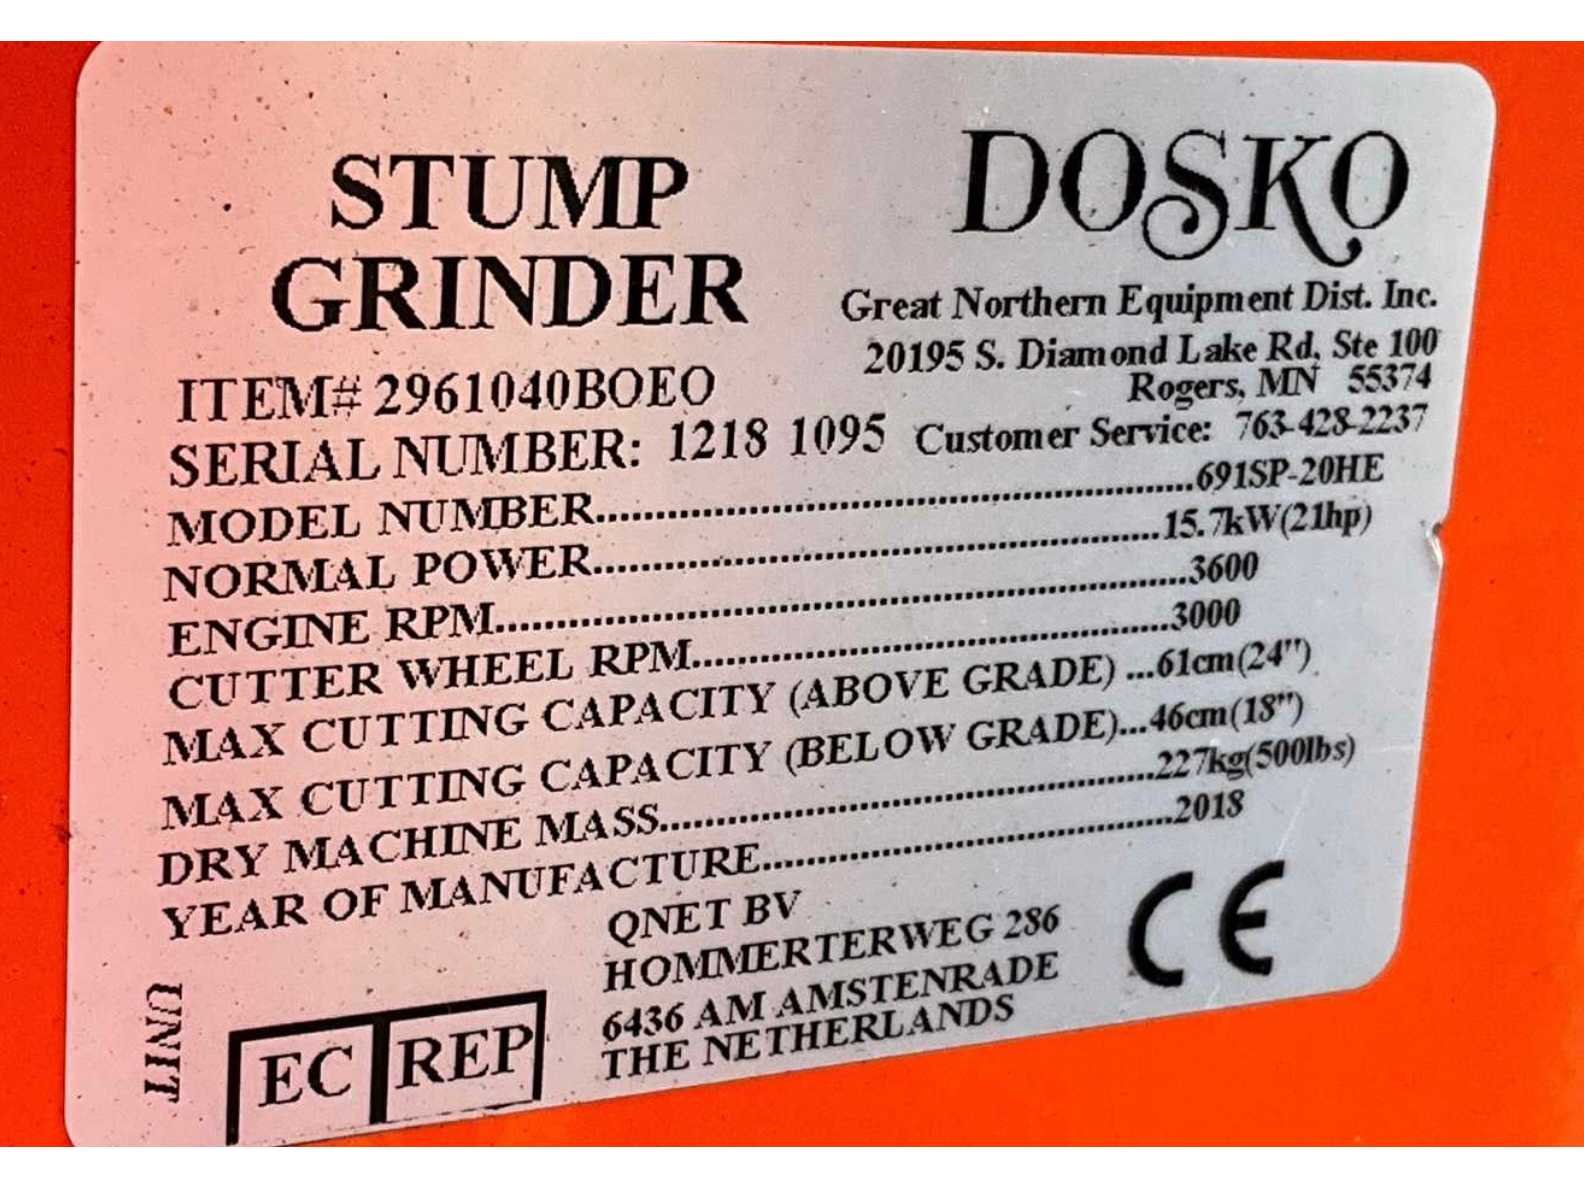 STUMP
GRINDER
DOSKO
Great Northern Equipment Dist. Inc.
20195 S. Diamond Lake Rd, Ste 100
Rogers, MN 55374
Customer Service: 763-428-2237
ITEM# 2961040BOEO
SERIAL NUMBER: 1218 1095
MODEL NUMBER..........691SP-20HE
NORMAL POWER..........15.7kW(21hp)
ENGINE RPM..........3600
CUTTER WHEEL RPM..........3000
MAX CUTTING CAPACITY (ABOVE GRADE) ...61cm(24")
MAX CUTTING CAPACITY (BELOW GRADE)...46cm(18")
DRY MACHINE MASS..........227kg(500lbs)
YEAR OF MANUFACTURE..........2018
UNIT
EC REP
QNET BV
HOMMERTERWEG 286
6436 AM AMSTENRADE
THE NETHERLANDS
CE